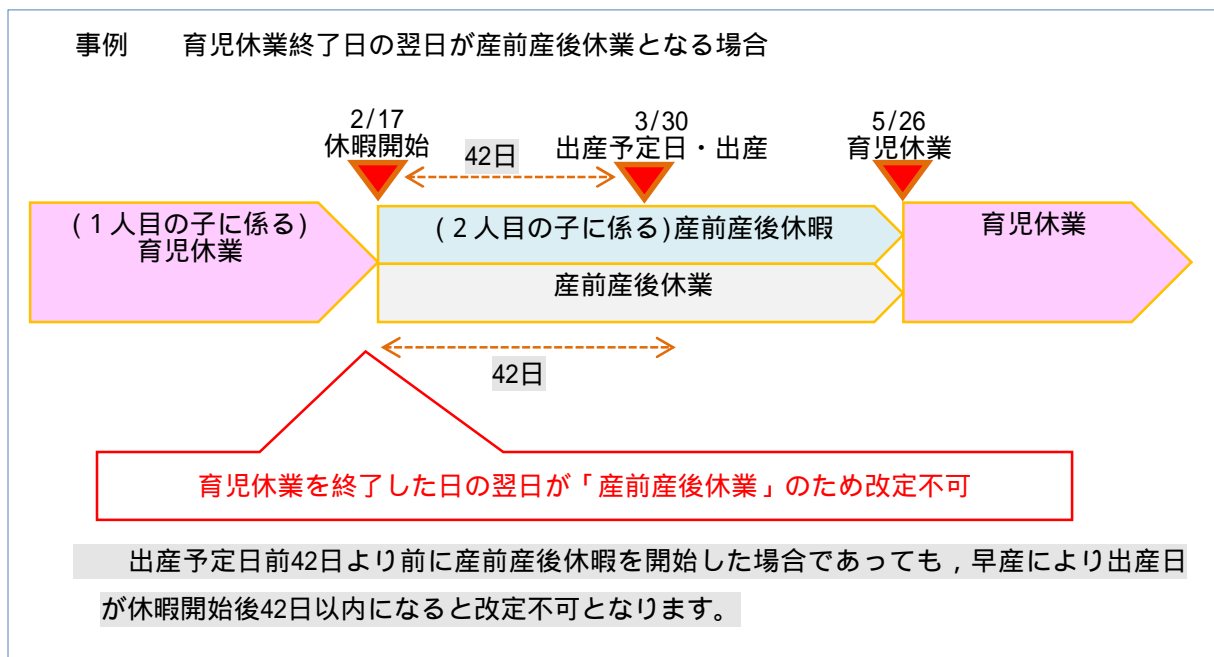 事例　育児休業終了日の翌日が産前産後休業となる場合
2/17
休暇開始
42日
3/30
出産予定日・出産
5/26
育児休業
(１人目の子に係る)
育児休業
(２人目の子に係る)産前産後休暇
産前産後休業
育児休業
42日
育児休業を終了した日の翌日が「産前産後休業」のため改定不可
出産予定日前42日より前に産前産後休暇を開始した場合であっても，早産により出産日
が休暇開始後42日以内になると改定不可となります。